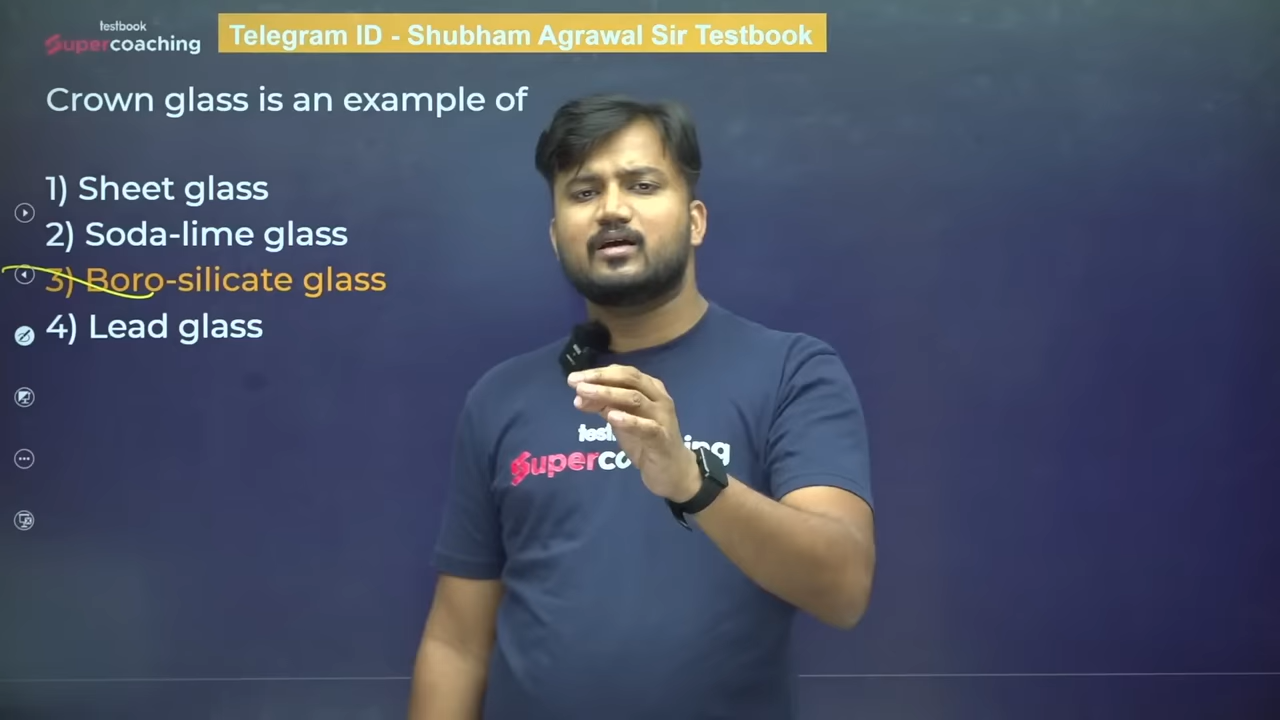 testbook
Supercoaching
Telegram ID - Shubham Agrawal Sir Testbook
Crown glass is an example of
1) Sheet glass
2) Soda-lime glass
3) Boro-silicate glass
4) Lead glass